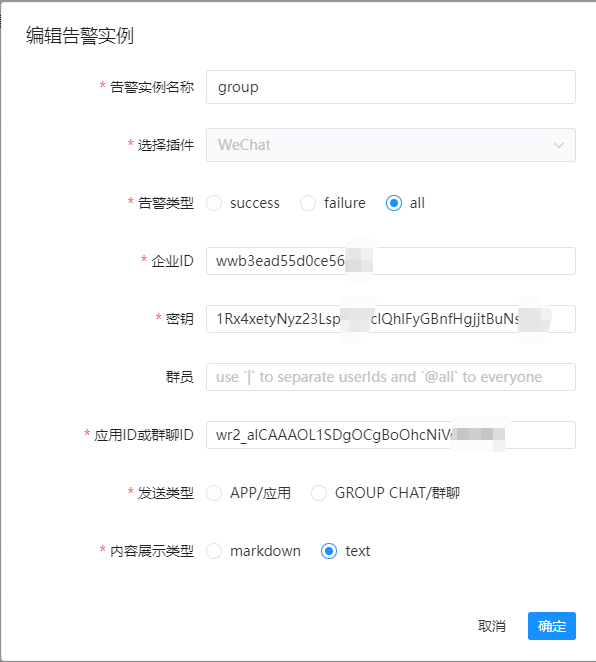 编辑告警实例
* 告警实例名称 group
* 选择插件 WeChat
* 告警类型 success failure all
* 企业ID wwb3ead55d0ce56
* 密钥 1Rx4xetyNyz23Lsp cIQhlFyGBnfHgjjtBuNs
群员 use `|` to separate userIds and `@all` to everyone
* 应用ID或群聊ID wr2_alCAAAOL1SDgOCgBoOhcNiV
* 发送类型 APP/应用 GROUP CHAT/群聊
* 内容展示类型 markdown text
取消 确定